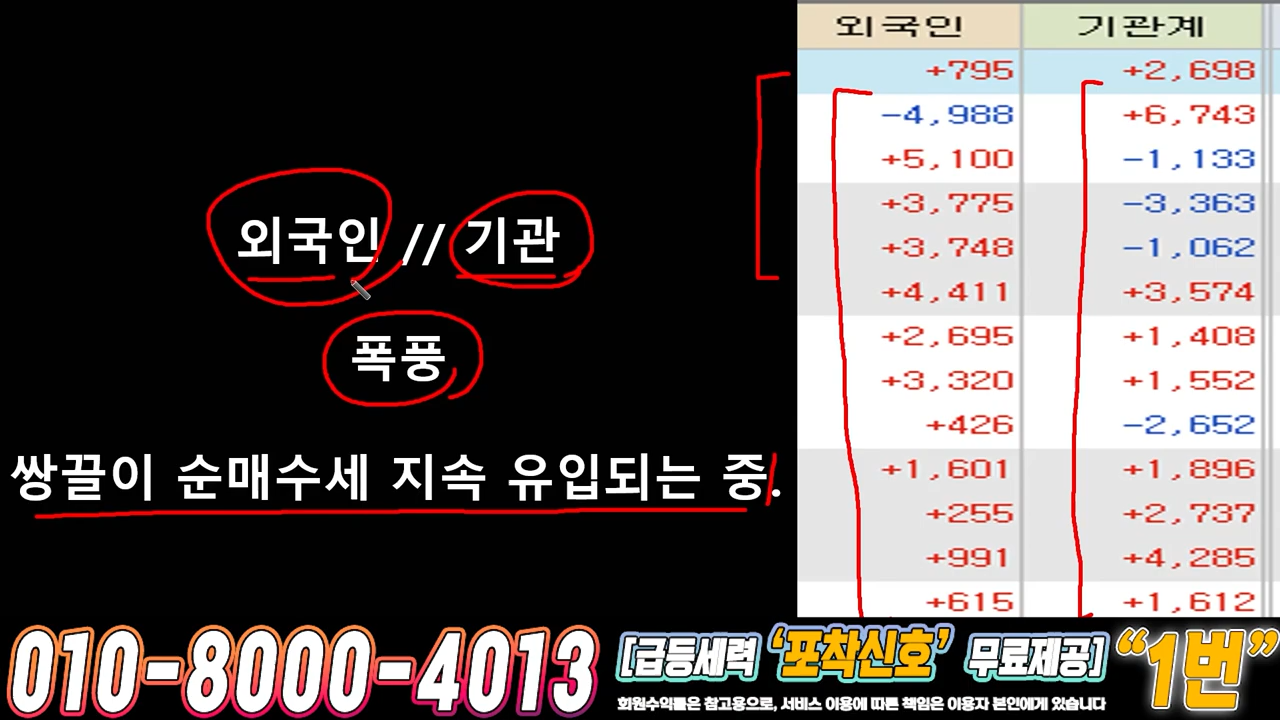 외국인 // 기관
폭풍
쌍끌이 순매수세 지속 유입되는 중.
외국인 기관계
+795 +2,698
-4,988 +6,743
+5,100 -1,133
+3,775 -3,363
+3,748 -1,062
+4,411 +3,574
+2,695 +1,408
+3,320 +1,552
+426 -2,652
+1,601 +1,896
+255 +2,737
+991 +4,285
+615 +1,612
010-8000-4013
[급등세력 ‘포착신호’ 무료제공] “1번”
회원수익률은 참고용으로, 서비스 이용에 따른 책임은 이용자 본인에게 있습니다